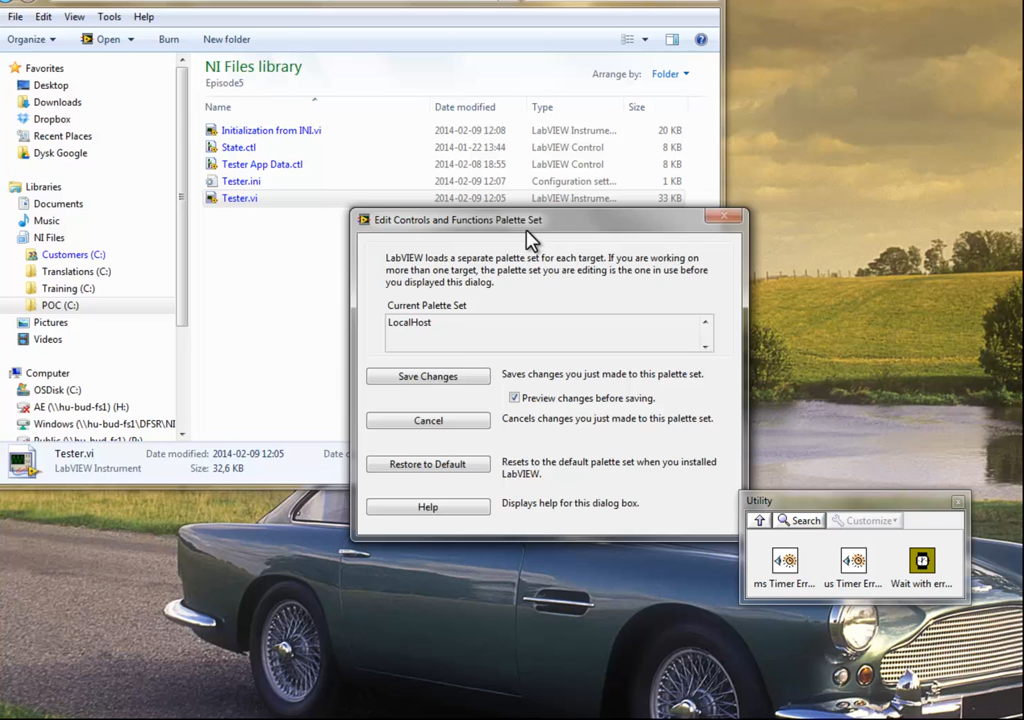 File Edit View Tools Help
Organize Open Burn New folder
Favorites
Desktop
Downloads
Dropbox
Recent Places
Dysk Google
Libraries
Documents
Music
NI Files
Customers (C:)
Translations (C:)
Training (C:)
POC (C:)
Pictures
Videos
Computer
OSDisk (C:)
AE (\\hu-bud-fs1) (H:)
Windows (\\hu-bud-fs1\DFSR\NI
NI Files library
Episode5
Arrange by: Folder
Name Date modified Type Size
Initialization from INI.vi 2014-02-09 12:08 LabVIEW Instrume... 20 KB
State.ctl 2014-01-22 13:44 LabVIEW Control 8 KB
Tester App Data.ctl 2014-02-08 18:55 LabVIEW Control 8 KB
Tester.ini 2014-02-09 12:07 Configuration sett... 1 KB
Tester.vi 2014-02-09 12:05 LabVIEW Instrume... 33 KB
Tester.vi Date modified: 2014-02-09 12:05 Date c
LabVIEW Instrument Size: 32,6 KB
Edit Controls and Functions Palette Set
LabVIEW loads a separate palette set for each target. If you are working on
more than one target, the palette set you are editing is the one in use before
you displayed this dialog.
Current Palette Set
LocalHost
Save Changes Saves changes you just made to this palette set.
Preview changes before saving.
Cancel Cancels changes you just made to this palette set.
Restore to Default Resets to the default palette set when you installed
LabVIEW.
Help Displays help for this dialog box.
Utility
Search Customize
ms Timer Err... us Timer Err... Wait with err...